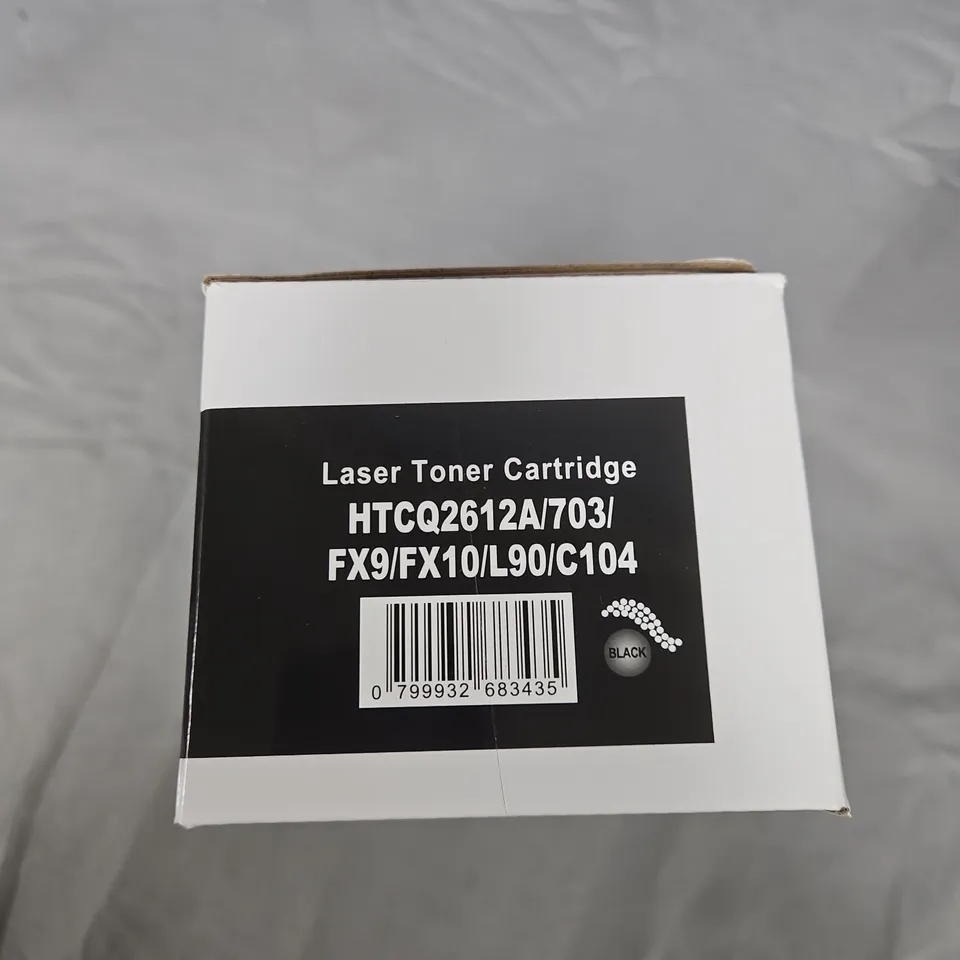 Laser Toner Cartridge
HTCQ2612A/703/
FX9/FX10/L90/C104
BLACK
0 799932 683435